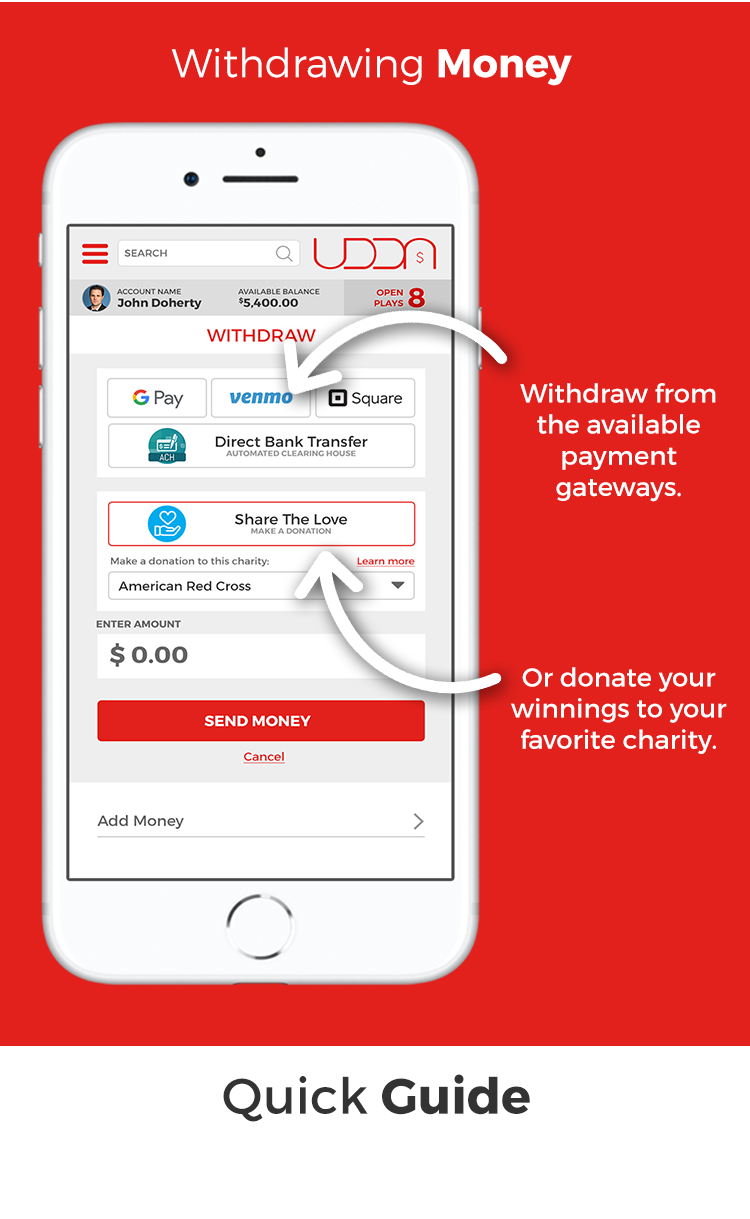 Withdrawing Money
SEARCH
UDDN $
ACCOUNT NAME
John Doherty
AVAILABLE BALANCE
$5,400.00
OPEN
PLAYS 8
WITHDRAW
G Pay
venmo
Square
ACH
Direct Bank Transfer
AUTOMATED CLEARING HOUSE
Withdraw from
the available
payment
gateways.
Share The Love
MAKE A DONATION
Make a donation to this charity:
Learn more
American Red Cross
ENTER AMOUNT
$ 0.00
Or donate your
winnings to your
favorite charity.
SEND MONEY
Cancel
Add Money
Quick Guide